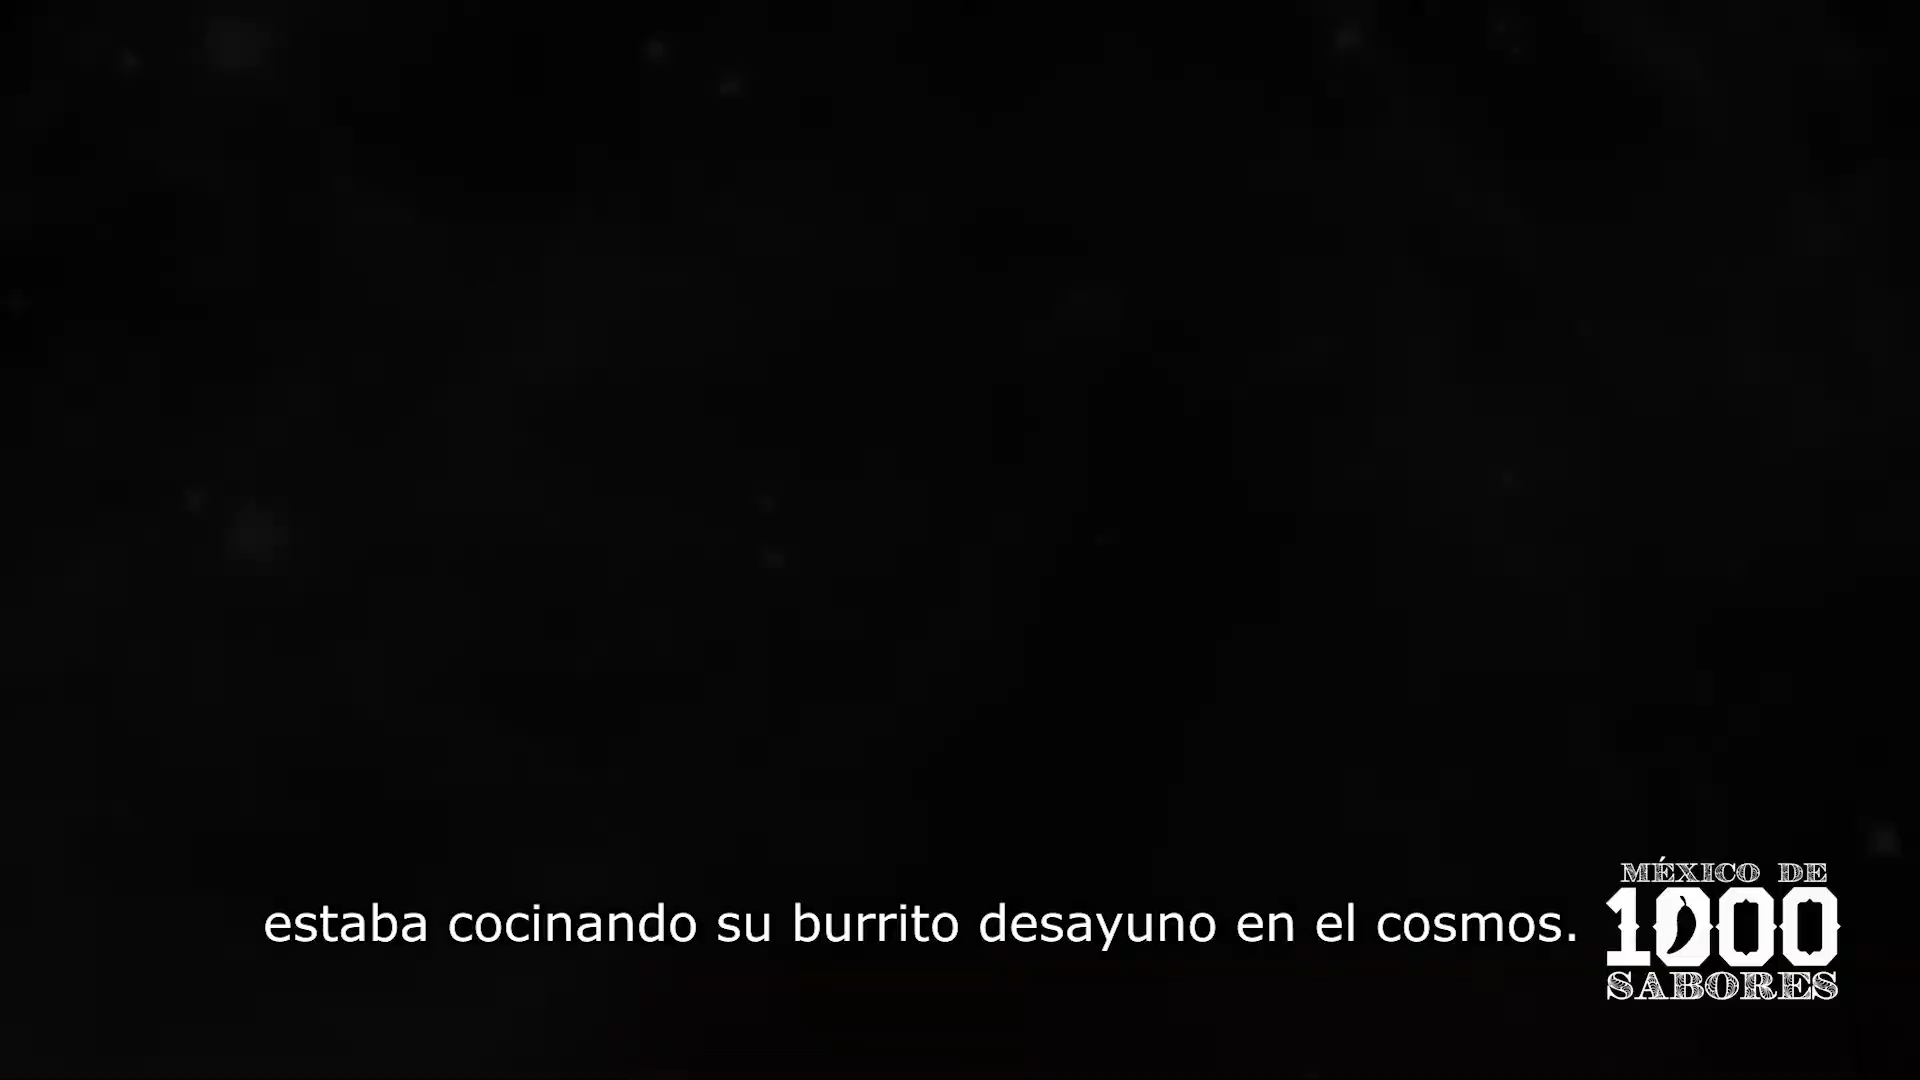 estaba cocinando su burrito desayuno en el cosmos.
MÉXICO DE
1000
SABORES